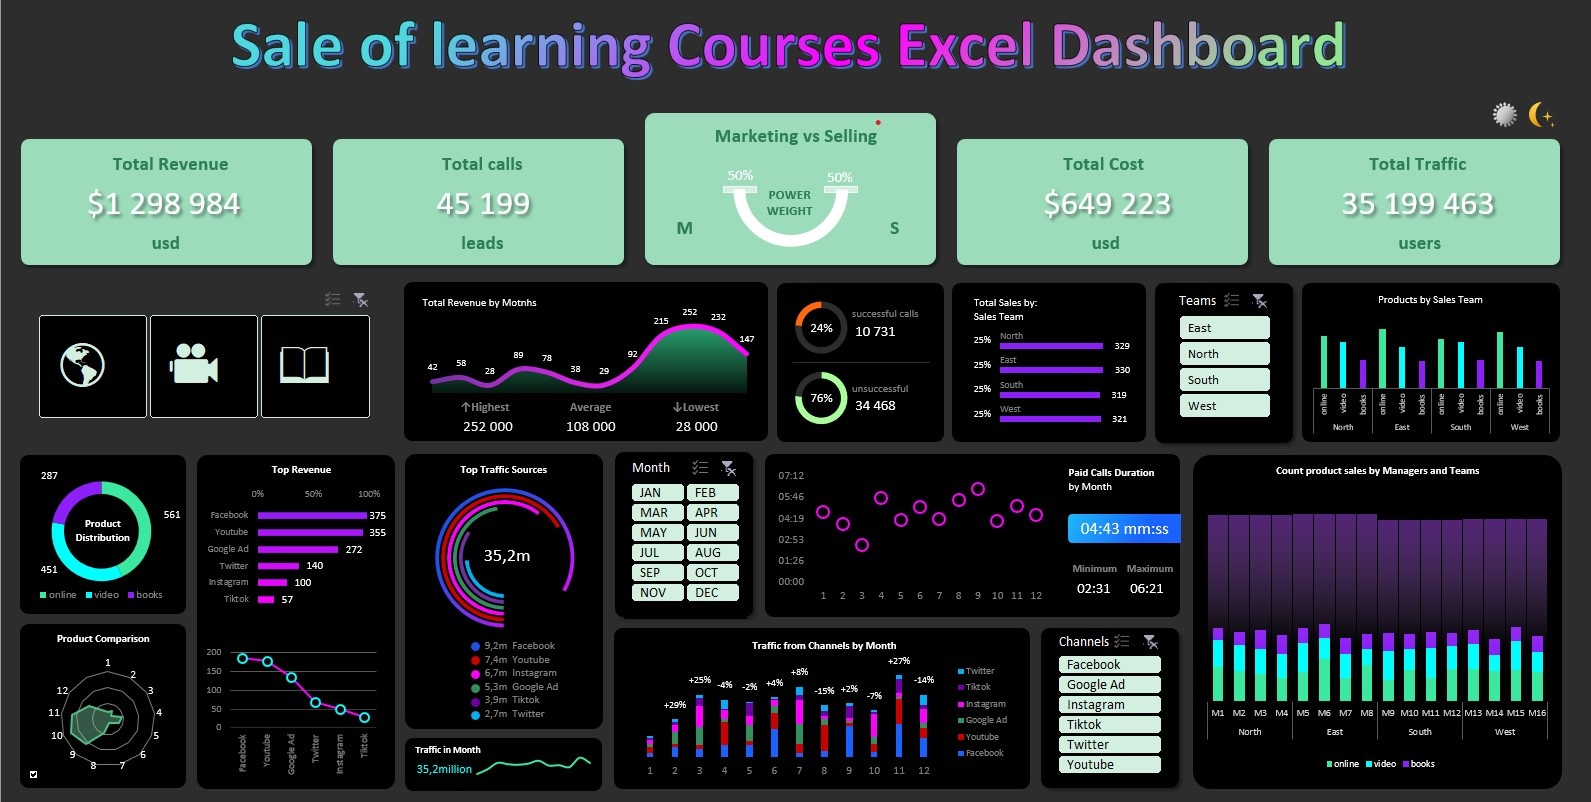 Sale of learning Courses Excel Dashboard
Total Revenue
$1 298 984
usd
Total calls
45 199
leads
Marketing vs Selling
50%
50%
POWER
WEIGHT
M
S
Total Cost
$649 223
usd
Total Traffic
35 199 463
users
Total Revenue by Motnhs
42
58
28
89
78
38
29
92
215
252
232
147
↑Highest
252 000
Average
108 000
↓Lowest
28 000
24%
successful calls
10 731
76%
unsuccessful
34 468
Total Sales by:
Sales Team
North
25%
329
East
25%
330
South
25%
319
West
25%
321
Teams
East
North
South
West
Products by Sales Team
online
video
books
online
video
books
online
video
books
online
video
books
North
East
South
West
287
561
451
Product
Distribution
online
video
books
Top Revenue
0%
50%
100%
Facebook
375
Youtube
355
Google Ad
272
Twitter
140
Instagram
100
Tiktok
57
200
150
100
50
0
Facebook
Youtube
Google Ad
Twitter
Instagram
Tiktok
Top Traffic Sources
35,2m
9,2m Facebook
7,4m Youtube
6,7m Instagram
5,3m Google Ad
3,9m Tiktok
2,7m Twitter
Month
JAN
FEB
MAR
APR
MAY
JUN
JUL
AUG
SEP
OCT
NOV
DEC
07:12
05:46
04:19
02:53
01:26
00:00
1
2
3
4
5
6
7
8
9
10
11
12
Paid Calls Duration
by Month
04:43 mm:ss
Minimum
Maximum
02:31
06:21
Count product sales by Managers and Teams
M1
M2
M3
M4
M5
M6
M7
M8
M9
M10
M11
M12
M13
M14
M15
M16
North
East
South
West
online
video
books
Product Comparison
1
2
3
4
5
6
7
8
9
10
11
12
Traffic in Month
35,2million
Traffic from Channels by Month
+29%
+25%
-4%
-2%
+4%
+8%
-15%
+2%
-7%
+27%
-14%
1
2
3
4
5
6
7
8
9
10
11
12
Twitter
Tiktok
Instagram
Google Ad
Youtube
Facebook
Channels
Facebook
Google Ad
Instagram
Tiktok
Twitter
Youtube